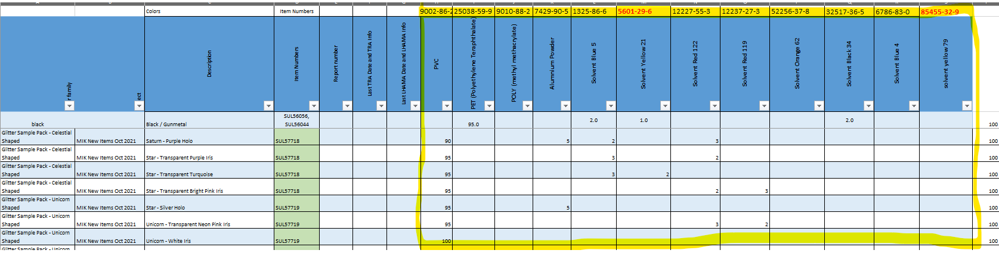 Colors Item Numbers 9002-86-2 25038-59-9 9010-88-2 7429-90-5 1325-86-6 5601-29-6 12227-55-3 12237-27-3 52256-37-8 32517-36-5 6786-83-0 85455-32-9
r family
ect
Description
Item Numbers
Report number
Last TRA Date and TRA Info
Last LHAMA Date and LHAMA Info
PVC
PET (Polyethylene Teraphthalate)
POLY (methyl methacrylate)
Alumnium Powder
Solvent Blue 5
Solvent Yellow 21
Solvent Red 122
Solvent Red 119
Solvent Orange 62
Solvent Black 34
Solvent Blue 4
solvent yellow 79
black Black / Gunmetal SUL56056, SUL56044 95.0 2.0 1.0 2.0 100
Glitter Sample Pack - Celestial Shaped MIK New Items Oct 2021 Saturn - Purple Holo SUL57718 90 5 2 3 100
Glitter Sample Pack - Celestial Shaped MIK New Items Oct 2021 Star - Transparent Purple Iris SUL57718 95 3 2 100
Glitter Sample Pack - Celestial Shaped MIK New Items Oct 2021 Star - Transparent Turquoise SUL57718 95 3 2 100
Glitter Sample Pack - Celestial Shaped MIK New Items Oct 2021 Star - Transparent Bright Pink Iris SUL57718 95 2 3 100
Glitter Sample Pack - Unicorn Shaped MIK New Items Oct 2021 Star - Silver Holo SUL57719 95 5 100
Glitter Sample Pack - Unicorn Shaped MIK New Items Oct 2021 Unicorn - Transparent Neon Pink Iris SUL57719 95 3 2 100
Glitter Sample Pack - Unicorn Shaped MIK New Items Oct 2021 Unicorn - White Iris SUL57719 100 100
Glitter Sample Pack - Unicorn